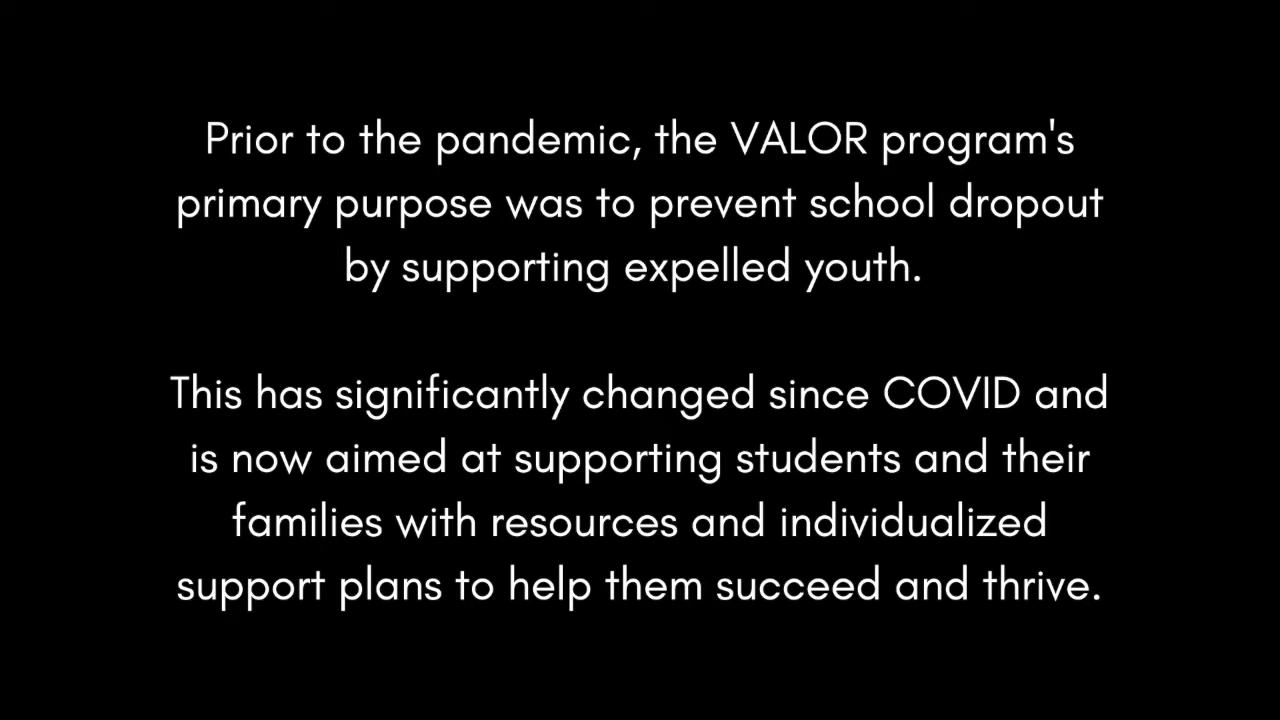 Prior to the pandemic, the VALOR program's
primary purpose was to prevent school dropout
by supporting expelled youth.
This has significantly changed since COVID and
is now aimed at supporting students and their
families with resources and individualized
support plans to help them succeed and thrive.